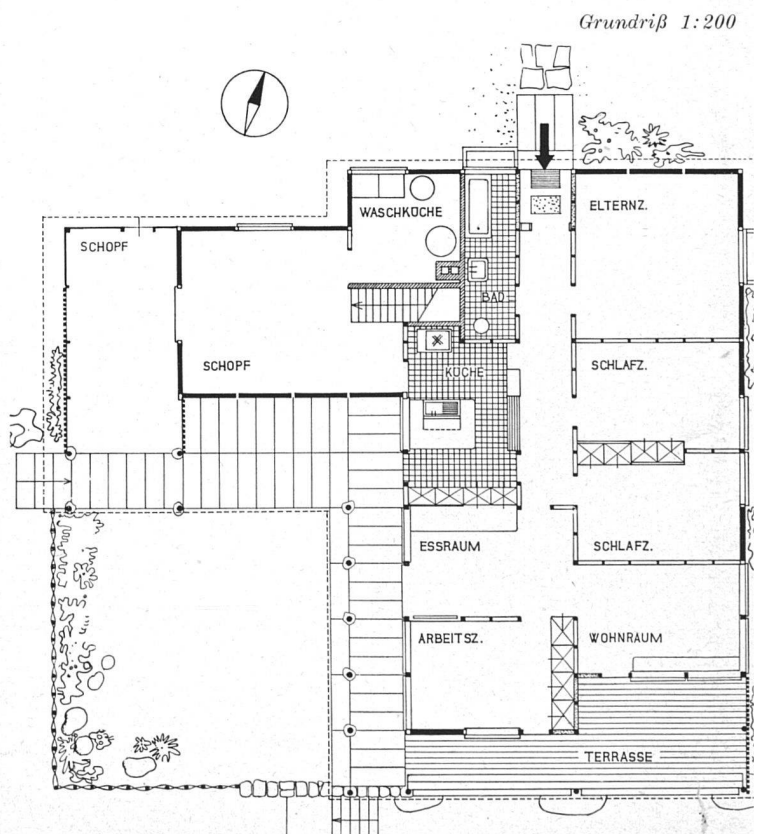 Grundriß 1:200
WASCHKÜCHE
ELTERNZ.
SCHOPF
BAD
SCHOPF
KÜCHE
SCHLAFZ.
ESSRAUM
SCHLAFZ.
ARBEITSZ.
WOHNRAUM
TERRASSE